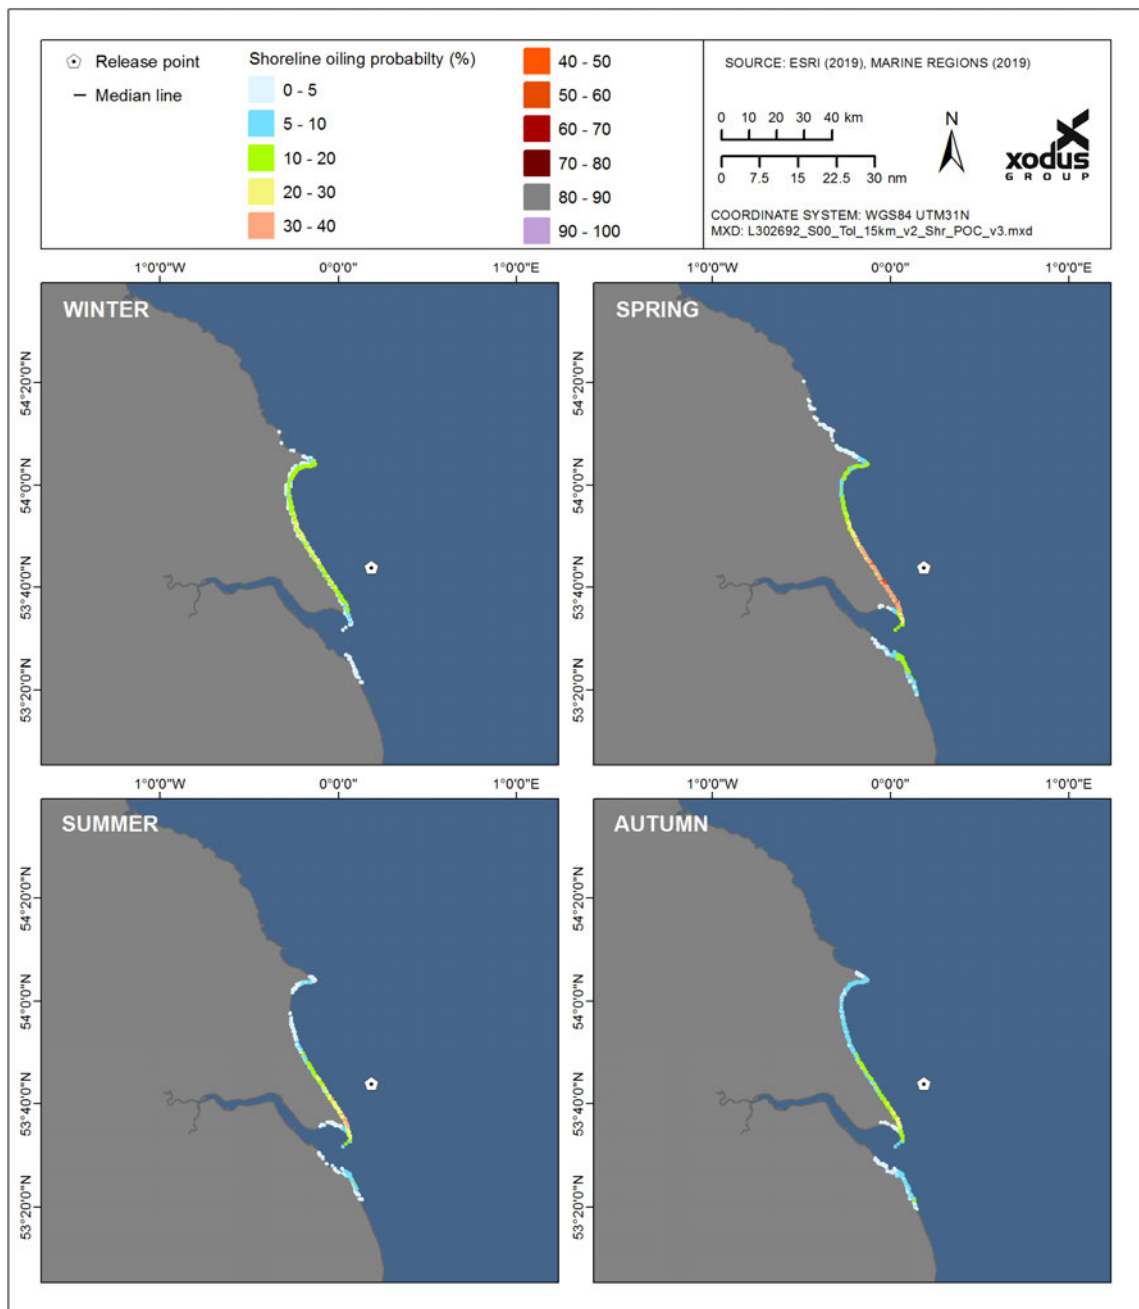 Release point
Median line
Shoreline oiling probabilty (%)
0 - 5
5 - 10
10 - 20
20 - 30
30 - 40
40 - 50
50 - 60
60 - 70
70 - 80
80 - 90
90 - 100
SOURCE: ESRI (2019), MARINE REGIONS (2019)
0 10 20 30 40 km
0 7.5 15 22.5 30 nm
N
xodus
GROUP
COORDINATE SYSTEM: WGS84 UTM31N
MXD: L302692_S00_Tol_15km_v2_Shr_POC_v3.mxd
1°0'0"W 0°0'0" 1°0'0"E
WINTER
54°20'0"N
54°0'0"N
53°40'0"N
53°20'0"N
1°0'0"W 0°0'0" 1°0'0"E
SPRING
54°20'0"N
54°0'0"N
53°40'0"N
53°20'0"N
1°0'0"W 0°0'0" 1°0'0"E
SUMMER
54°20'0"N
54°0'0"N
53°40'0"N
53°20'0"N
1°0'0"W 0°0'0" 1°0'0"E
AUTUMN
54°20'0"N
54°0'0"N
53°40'0"N
53°20'0"N